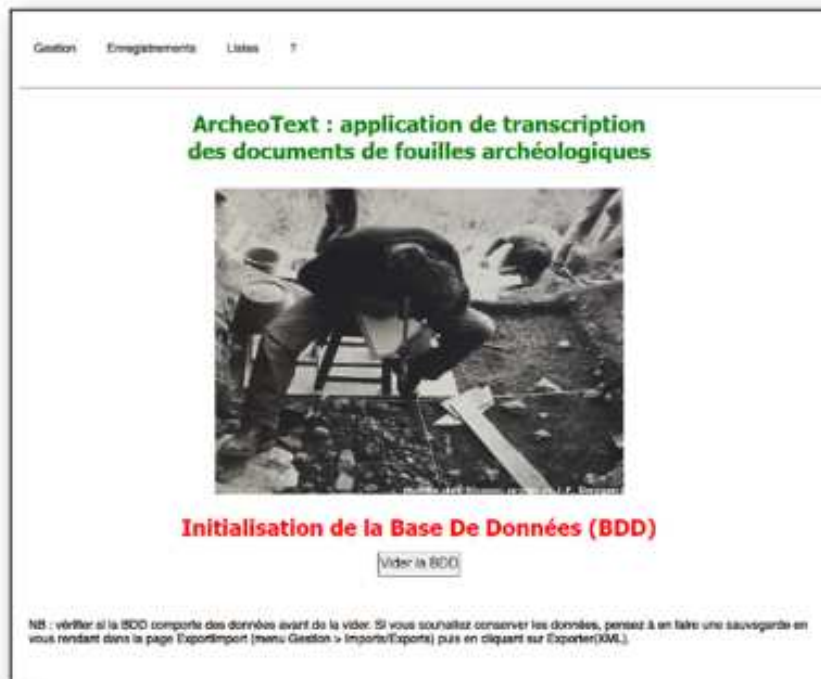 Gestion Enregistrements Listes ?
ArcheoText : application de transcription
des documents de fouilles archéologiques
Initialisation de la Base De Données (BDD)
Vider la BDD
NB : vérifier si la BDD comporte des données avant de la vider. Si vous souhaitez conserver les données, pensez à en faire une sauvegarde en
vous rendant dans la page ExportImport (menu Gestion > Imports/Exports) puis en cliquant sur Exporter(XML).